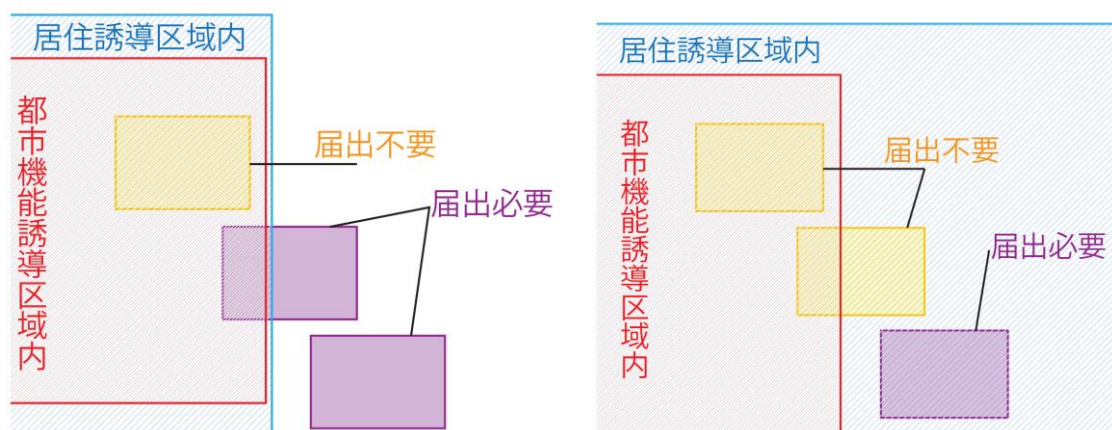 居住誘導区域内
都市機能誘導区域内
届出不要
届出必要
居住誘導区域内
都市機能誘導区域内
届出不要
届出必要